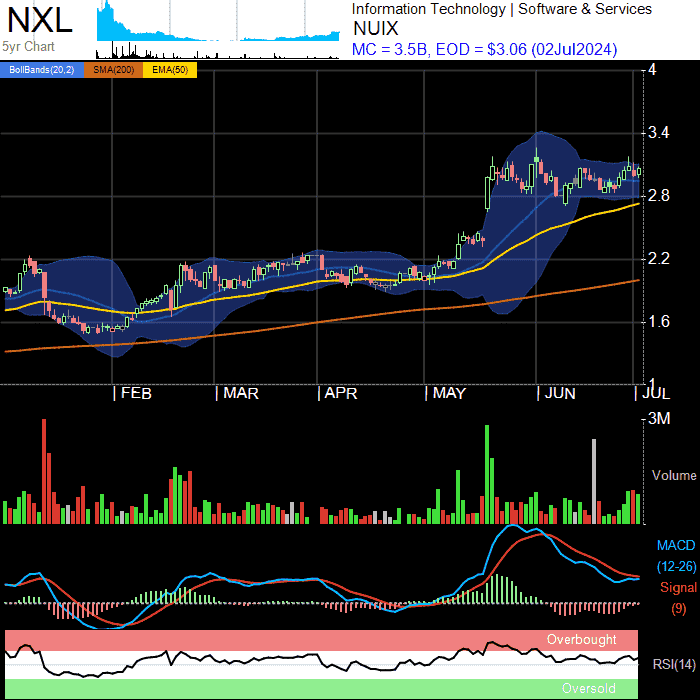 NXL
5yr Chart
Information Technology | Software & Services
NUIX
MC = 3.5B, EOD = $3.06 (02Jul2024)
BollBands(20,2) SMA(200) EMA(50)
4
3.4
2.8
2.2
1.6
1
| FEB | MAR | APR | MAY | JUN | JUL
3M
Volume
MACD
(12-26)
Signal
(9)
Overbought
RSI(14)
Oversold